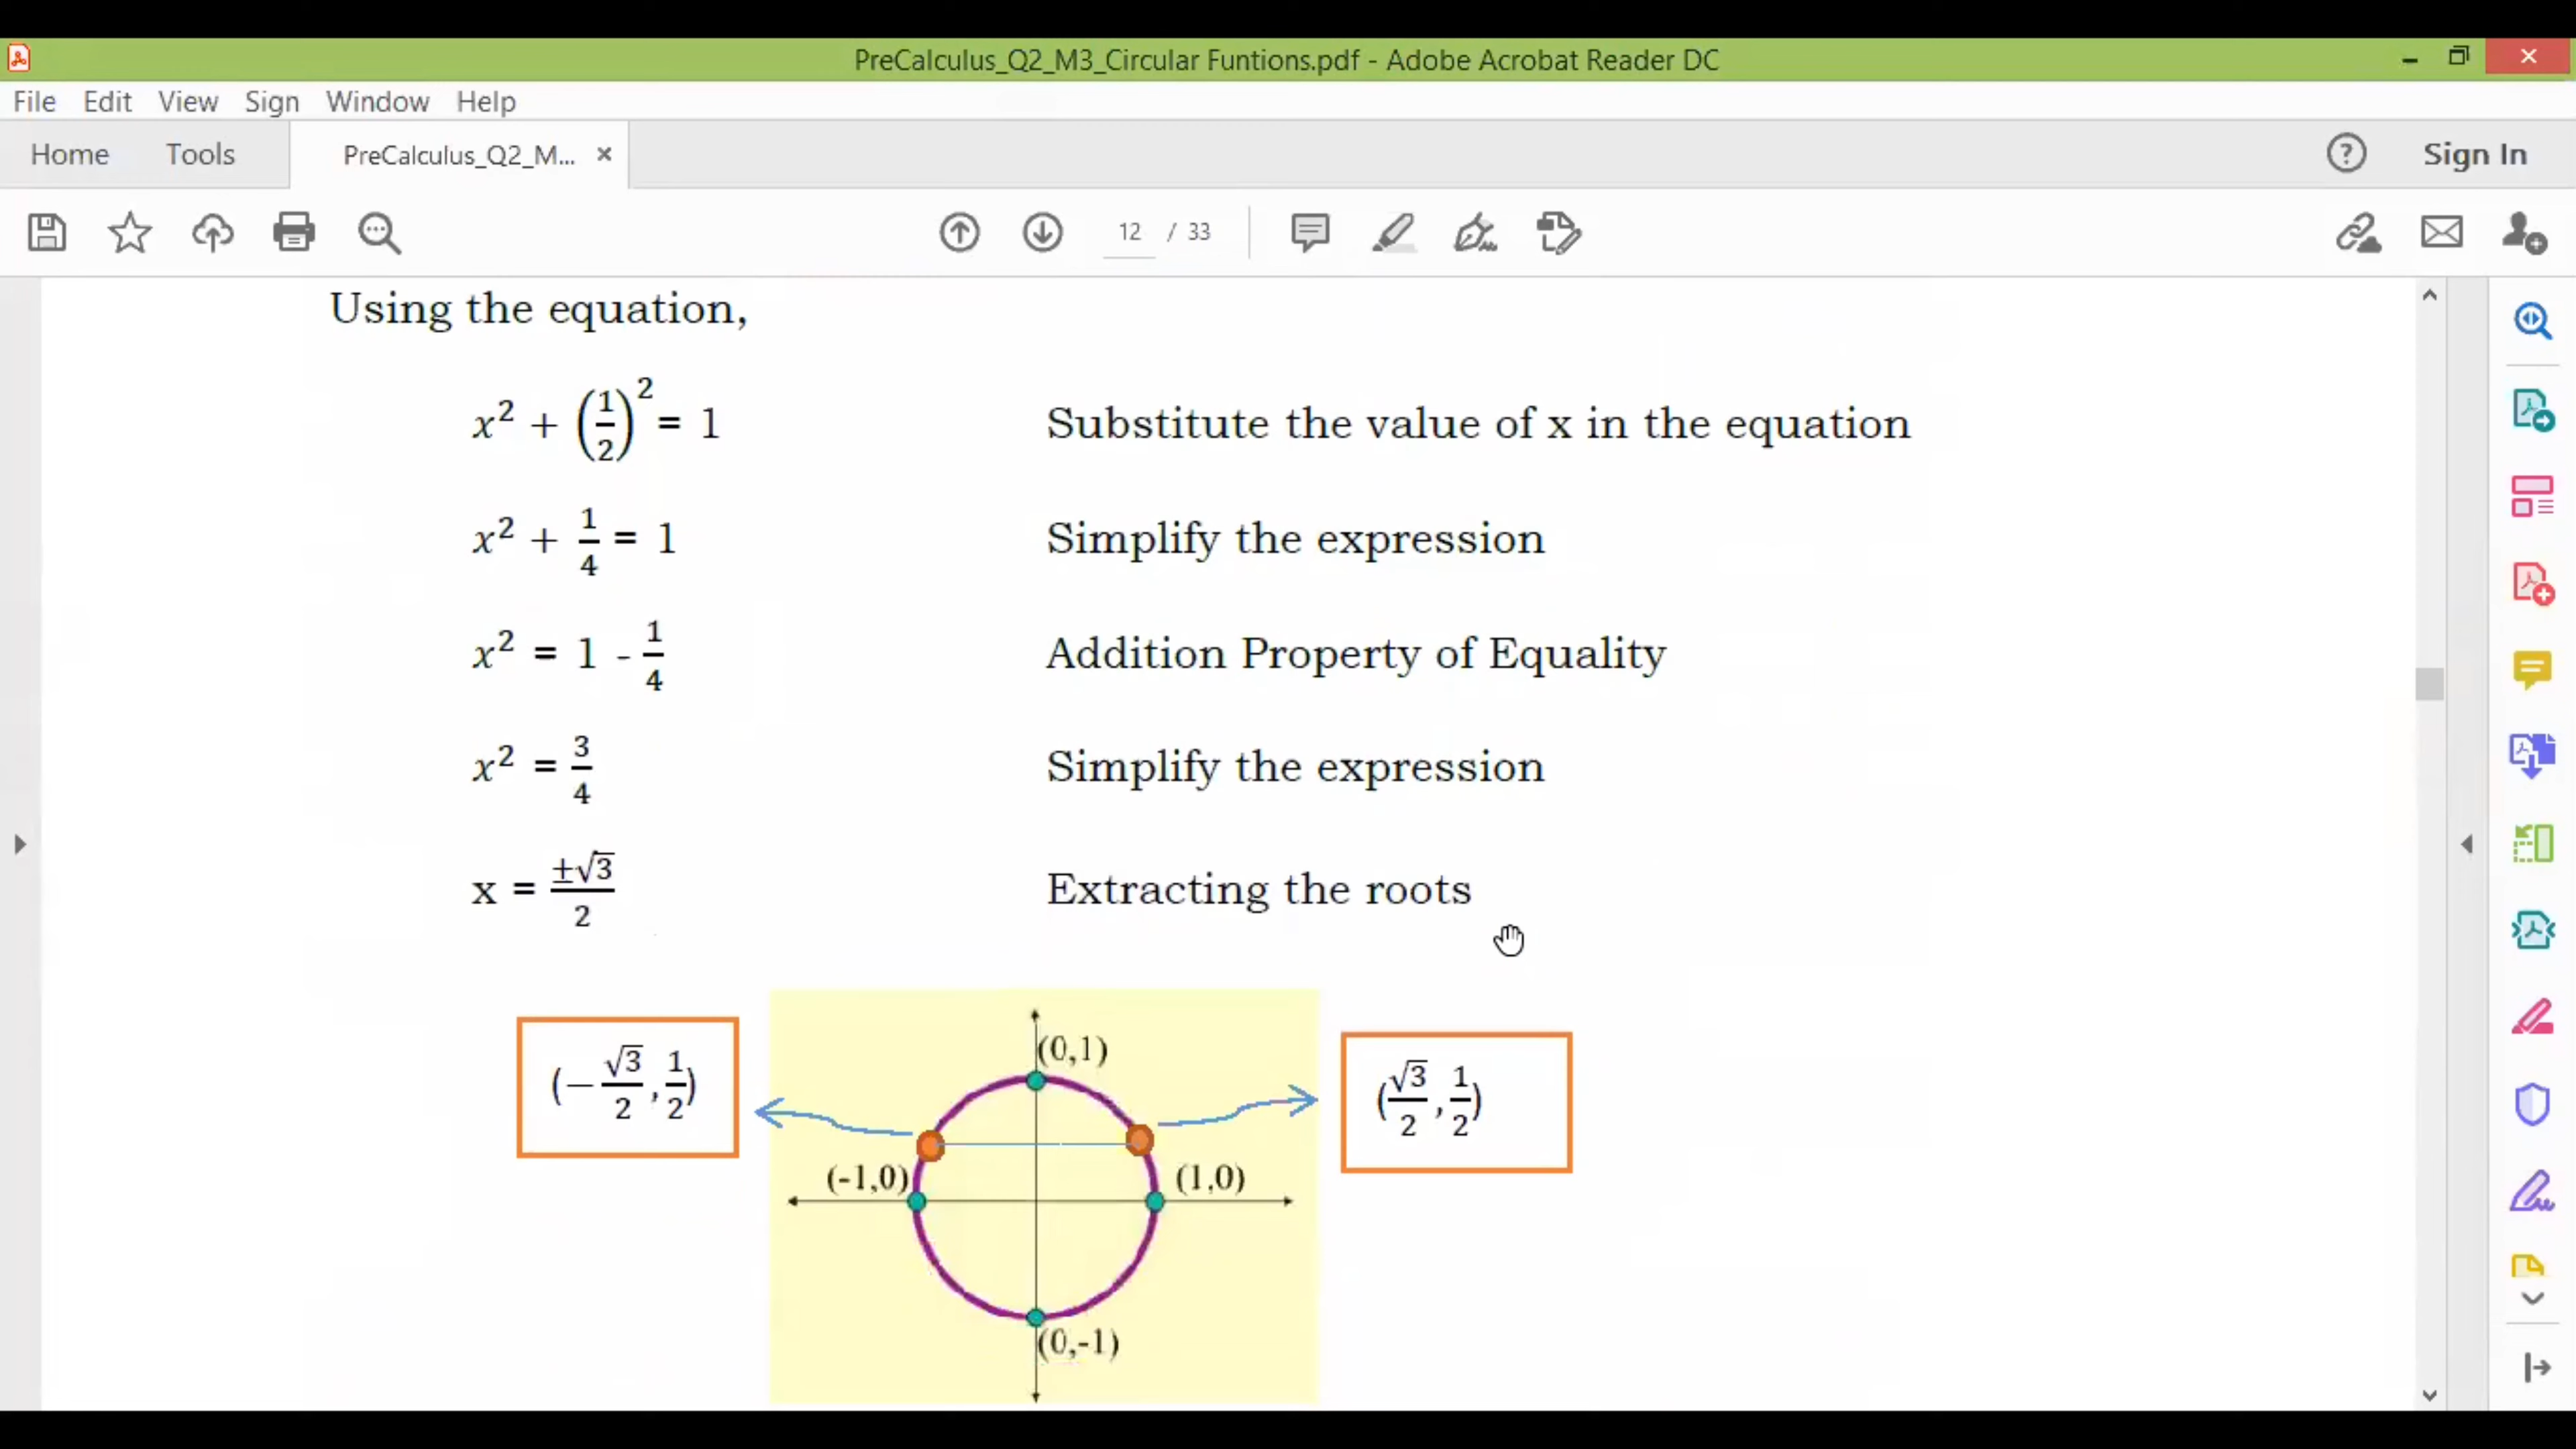 PreCalculus_Q2_M3_Circular Funtions.pdf - Adobe Acrobat Reader DC
File Edit View Sign Window Help
Home Tools PreCalculus_Q2_M... × Sign In
12 / 33
Using the equation,
x² + (1/2)² = 1 Substitute the value of x in the equation
x² + 1/4 = 1 Simplify the expression
x² = 1 - 1/4 Addition Property of Equality
x² = 3/4 Simplify the expression
x = ±√3/2 Extracting the roots
(0,1)
(−√3/2, 1/2)
(√3/2, 1/2)
(-1,0) (1,0)
(0,-1)